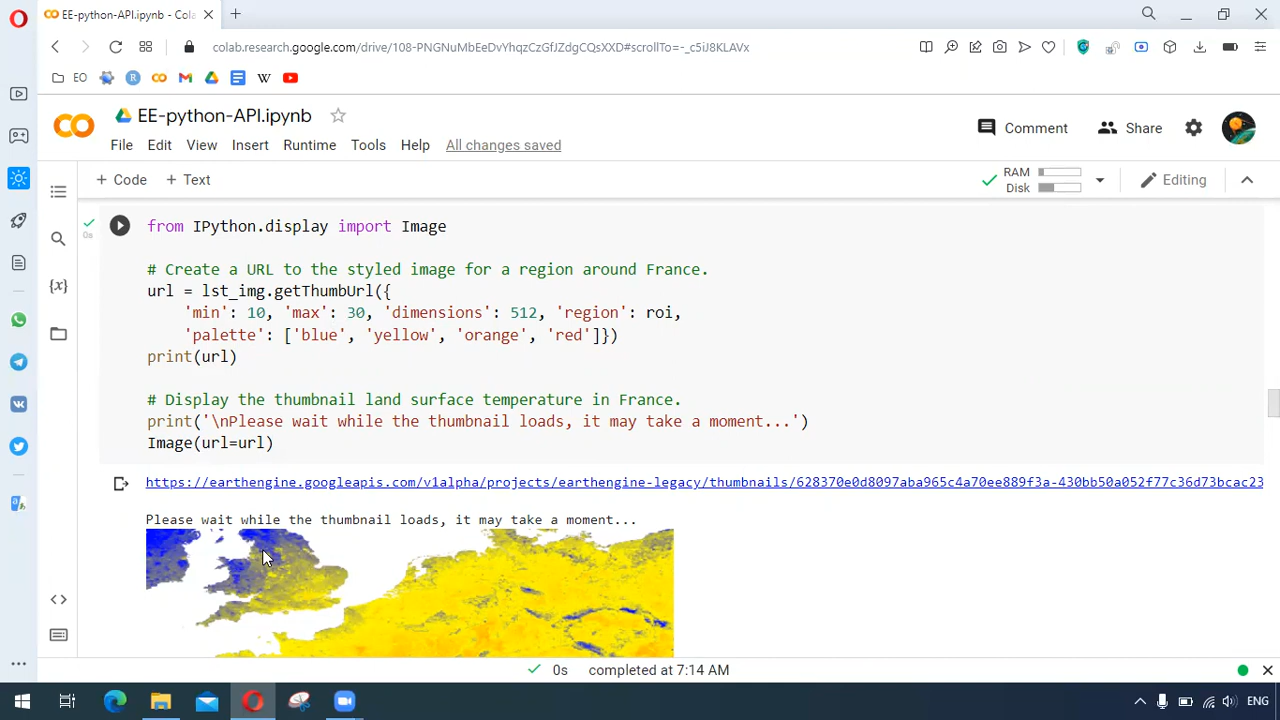 EE-python-API.ipynb - Cola
colab.research.google.com/drive/108-PNGNuMbEeDvYhqzCzGfJZdgCQsXXD#scrollTo=-_c5iJ8KLAVx
EO
EE-python-API.ipynb
Comment
Share
File Edit View Insert Runtime Tools Help All changes saved
+ Code + Text
RAM
Disk
Editing
from IPython.display import Image
0s
# Create a URL to the styled image for a region around France.
url = lst_img.getThumbUrl({
'min': 10, 'max': 30, 'dimensions': 512, 'region': roi,
'palette': ['blue', 'yellow', 'orange', 'red']})
print(url)
# Display the thumbnail land surface temperature in France.
print('\nPlease wait while the thumbnail loads, it may take a moment...')
Image(url=url)
https://earthengine.googleapis.com/v1alpha/projects/earthengine-legacy/thumbnails/628370e0d8097aba965c4a70ee889f3a-430bb50a052f77c36d73bcac23
Please wait while the thumbnail loads, it may take a moment...
0s completed at 7:14 AM
ENG